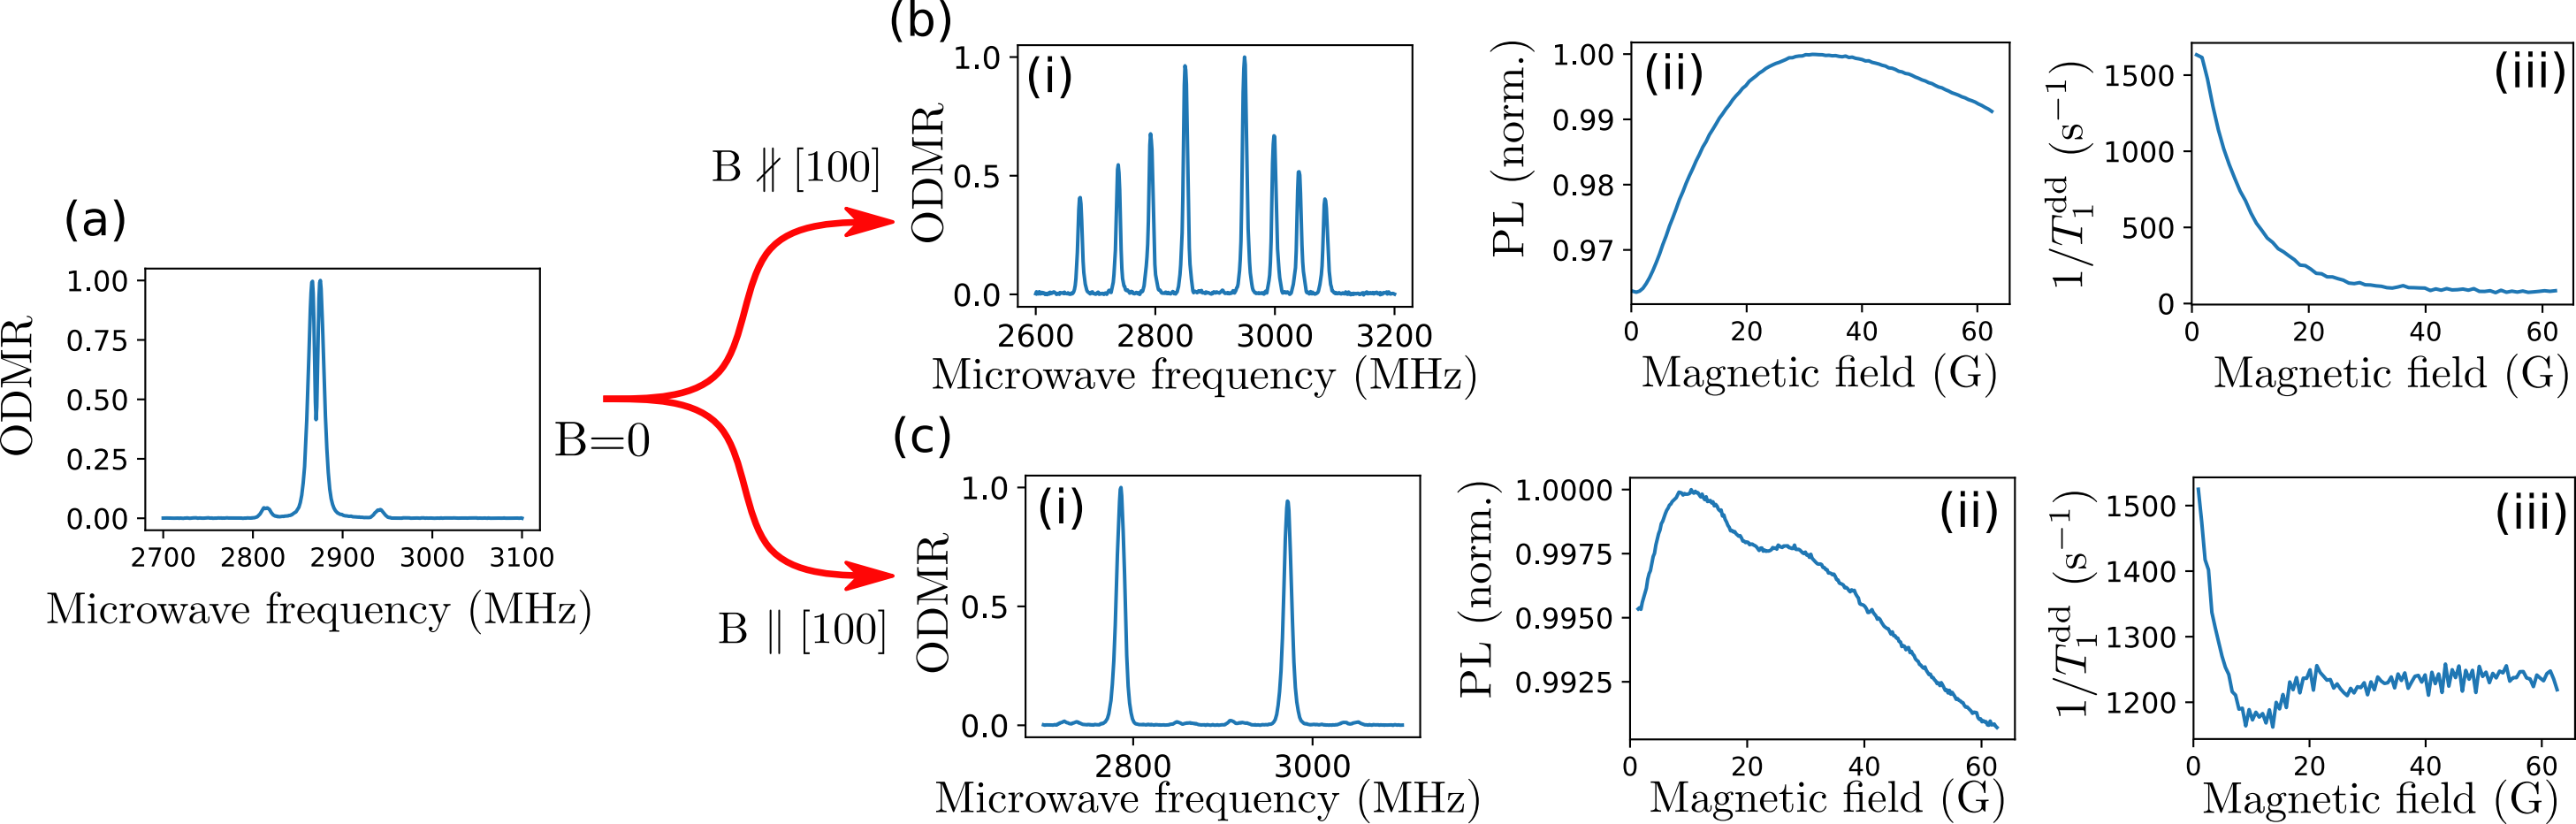 (a)
ODMR
1.00
0.75
0.50
0.25
0.00
2700 2800 2900 3000 3100
Microwave frequency (MHz)
B=0
B ∦ [100]
B ∥ [100]
(b)
(i)
ODMR
1.0
0.5
0.0
2600 2800 3000 3200
Microwave frequency (MHz)
(ii)
PL (norm.)
1.00
0.99
0.98
0.97
0 20 40 60
Magnetic field (G)
(iii)
1/T₁ᵈᵈ (s⁻¹)
1500
1000
500
0
0 20 40 60
Magnetic field (G)
(c)
(i)
ODMR
1.0
0.5
0.0
2800 3000
Microwave frequency (MHz)
(ii)
PL (norm.)
1.0000
0.9975
0.9950
0.9925
0 20 40 60
Magnetic field (G)
(iii)
1/T₁ᵈᵈ (s⁻¹)
1500
1400
1300
1200
0 20 40 60
Magnetic field (G)